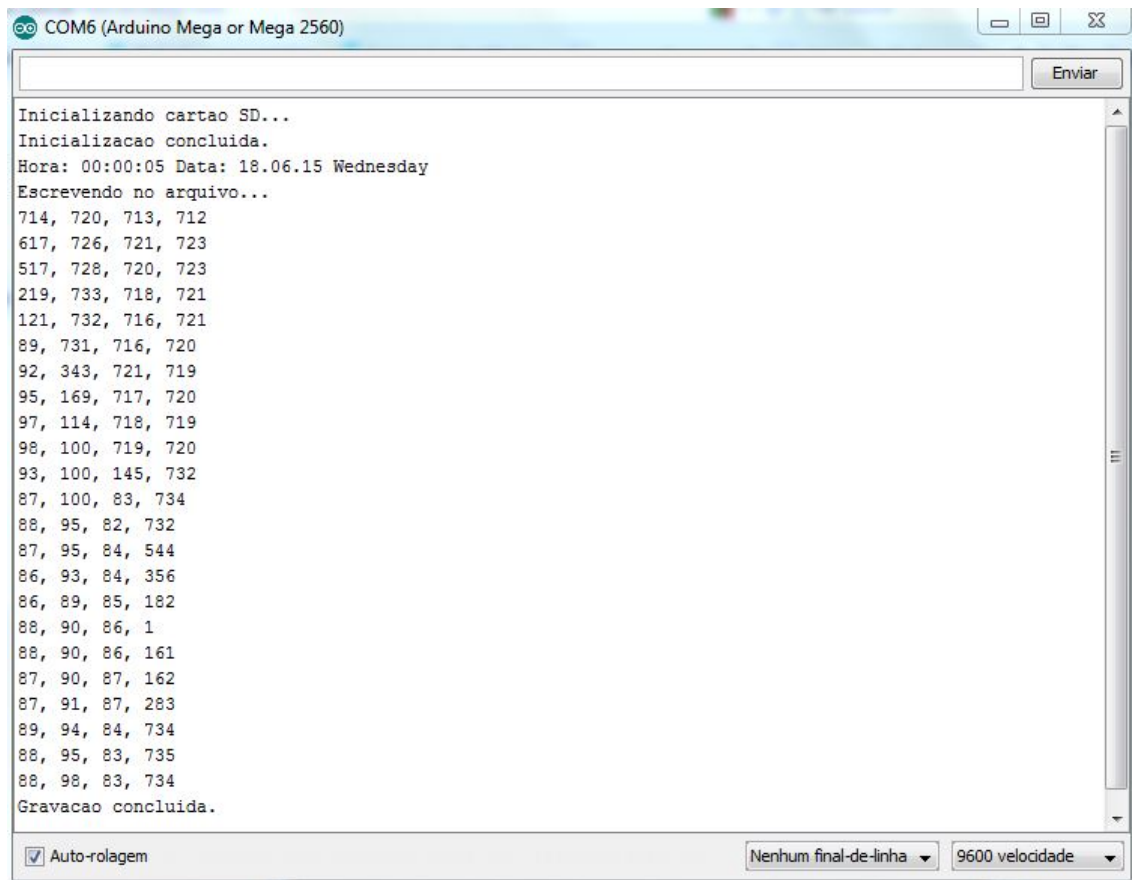 COM6 (Arduino Mega or Mega 2560)
Enviar
Inicializando cartao SD...
Inicializacao concluida.
Hora: 00:00:05 Data: 18.06.15 Wednesday
Escrevendo no arquivo...
714, 720, 713, 712
617, 726, 721, 723
517, 728, 720, 723
219, 733, 718, 721
121, 732, 716, 721
89, 731, 716, 720
92, 343, 721, 719
95, 169, 717, 720
97, 114, 718, 719
98, 100, 719, 720
93, 100, 145, 732
87, 100, 83, 734
88, 95, 82, 732
87, 95, 84, 544
86, 93, 84, 356
86, 89, 85, 182
88, 90, 86, 1
88, 90, 86, 161
87, 90, 87, 162
87, 91, 87, 283
89, 94, 84, 734
88, 95, 83, 735
88, 98, 83, 734
Gravacao concluida.
Auto-rolagem
Nenhum final-de-linha
9600 velocidade